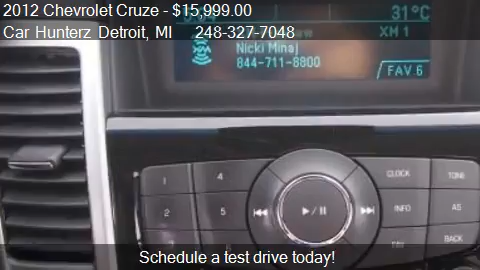 2012 Chevrolet Cruze - $15,999.00
Car Hunterz Detroit, MI 248-327-7048
31°C
XM 1
Nicki Minaj
844-711-8800
FAV 6
1 4 CLOCK TONE
2 5 INFO AS
3 6 FAV BACK
Schedule a test drive today!